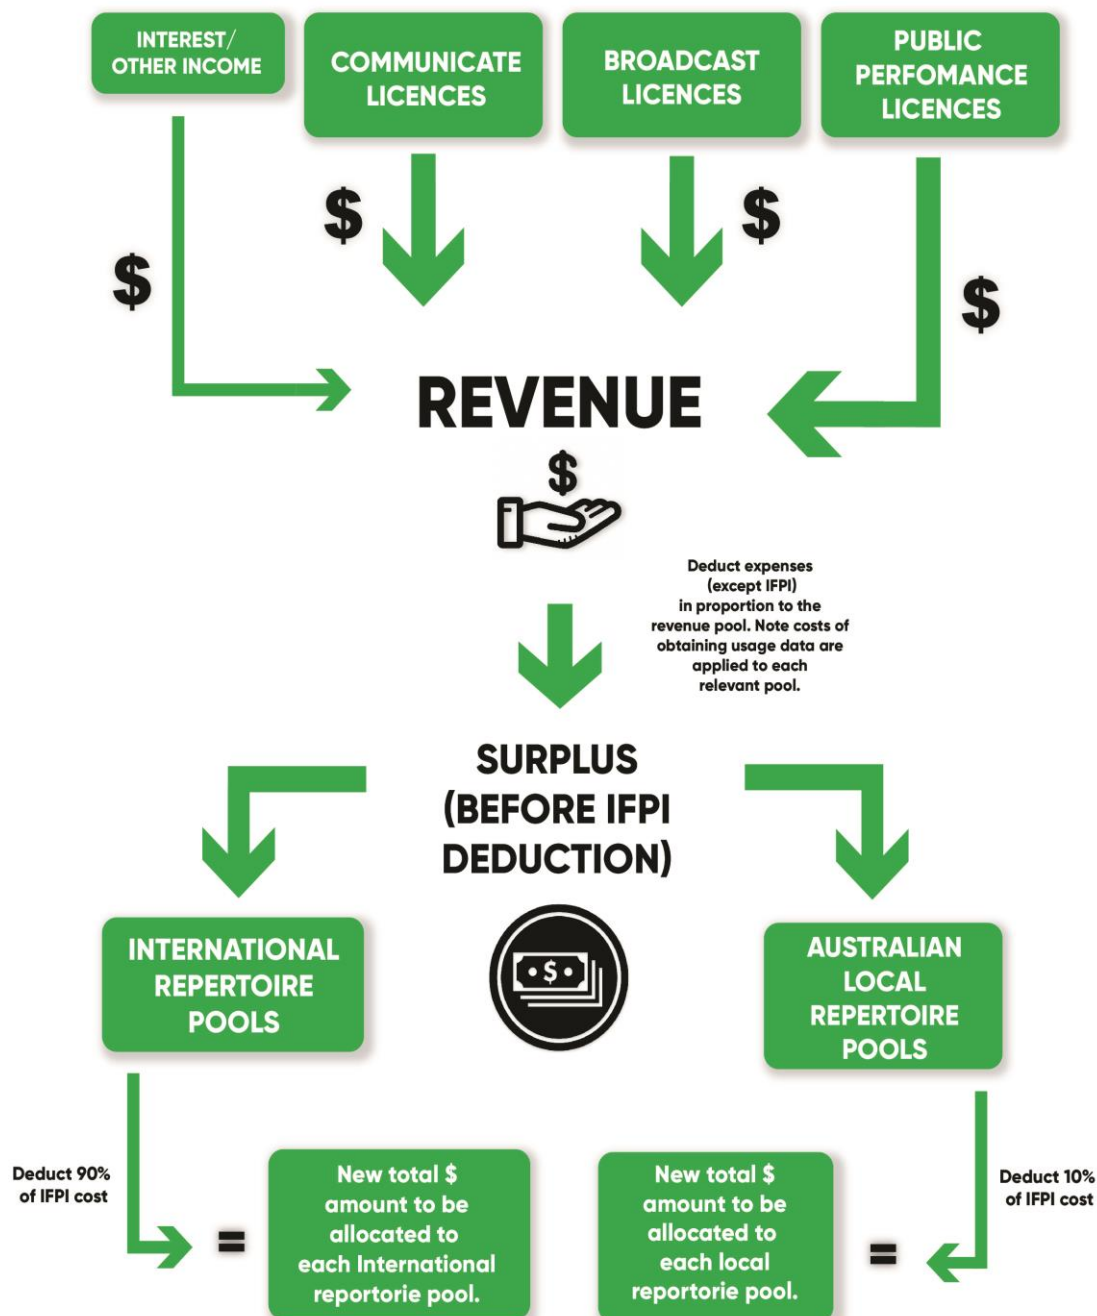 INTEREST/
OTHER INCOME
COMMUNICATE
LICENCES
BROADCAST
LICENCES
PUBLIC
PERFOMANCE
LICENCES
$
$
$
$
REVENUE
$
Deduct expenses
(except IFPI)
in proportion to the
revenue pool. Note costs of
obtaining usage data are
applied to each
relevant pool.
SURPLUS
(BEFORE IFPI
DEDUCTION)
$
INTERNATIONAL
REPERTOIRE
POOLS
AUSTRALIAN
LOCAL
REPERTOIRE
POOLS
Deduct 90%
of IFPI cost
=
New total $
amount to be
allocated to
each International
reportorie pool.
New total $
amount to be
allocated to
each local
reportorie pool.
=
Deduct 10%
of IFPI cost